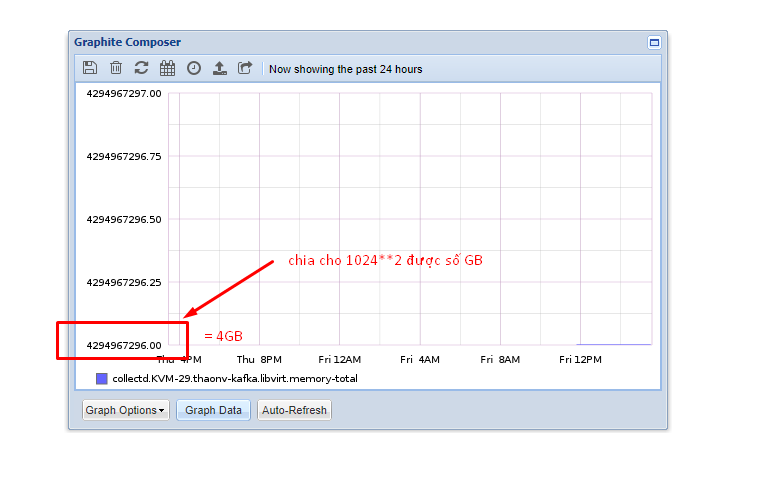 Graphite Composer
Now showing the past 24 hours
4294967297.00
4294967296.75
4294967296.50
4294967296.25
chia cho 1024**2 được số GB
4294967296.00
= 4GB
Thu 4PM Thu 8PM Fri 12AM Fri 4AM Fri 8AM Fri 12PM
collectd.KVM-29.thaonv-kafka.libvirt.memory-total
Graph Options Graph Data Auto-Refresh